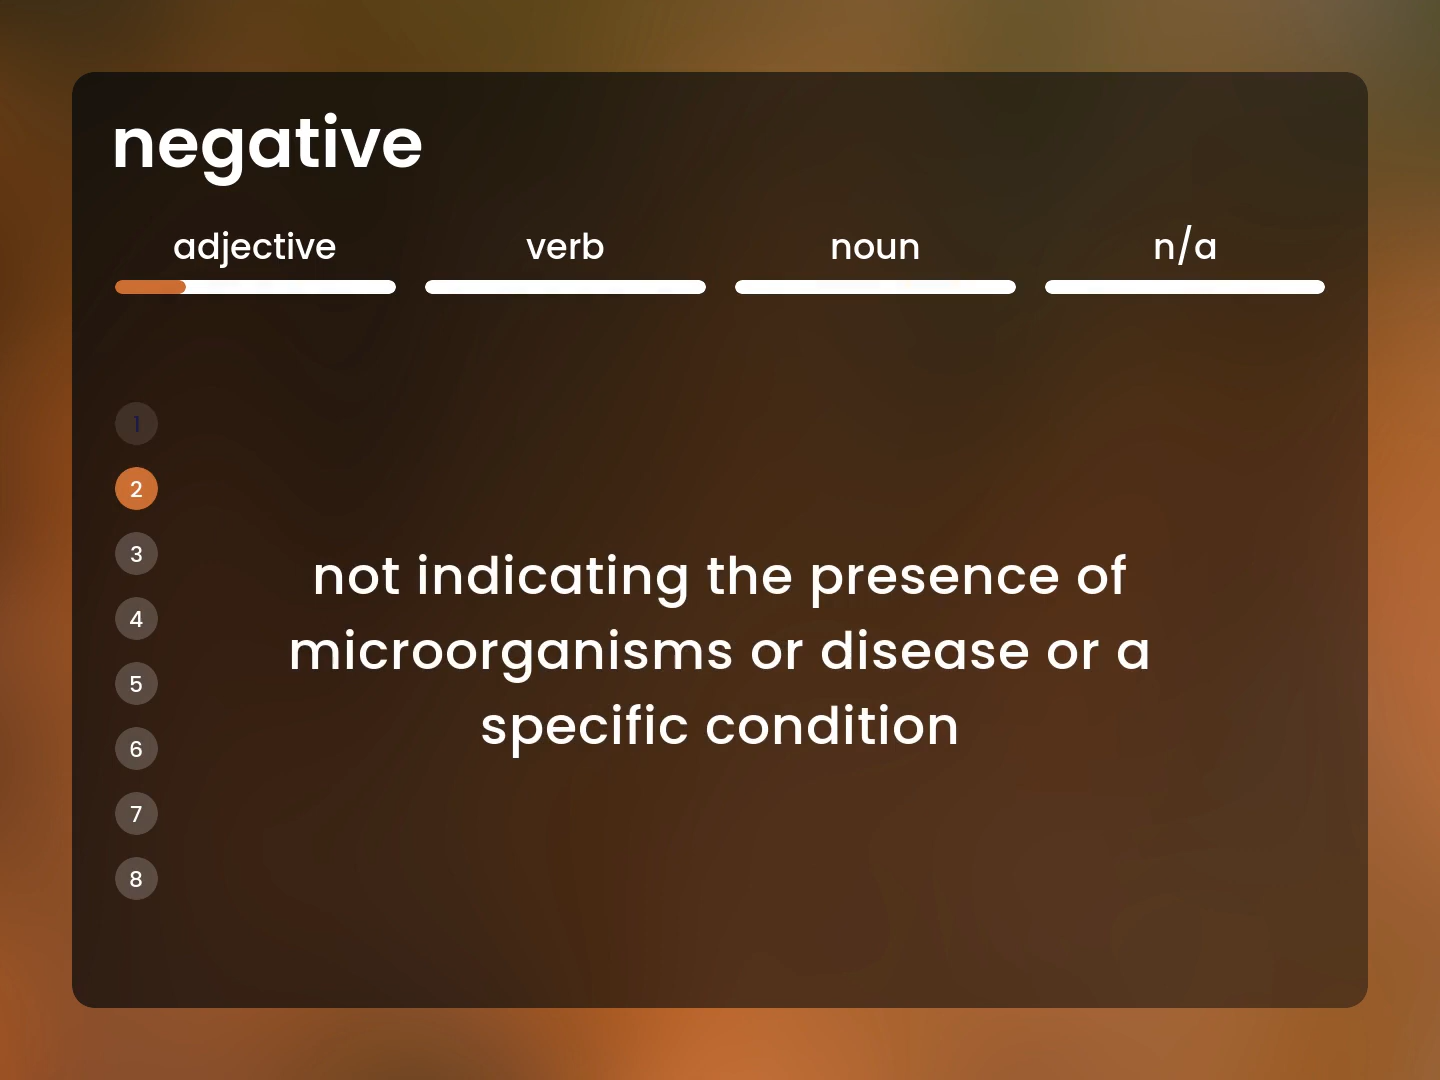 negative
adjective verb noun n/a
1
2
3
4
5
6
7
8
not indicating the presence of
microorganisms or disease or a
specific condition